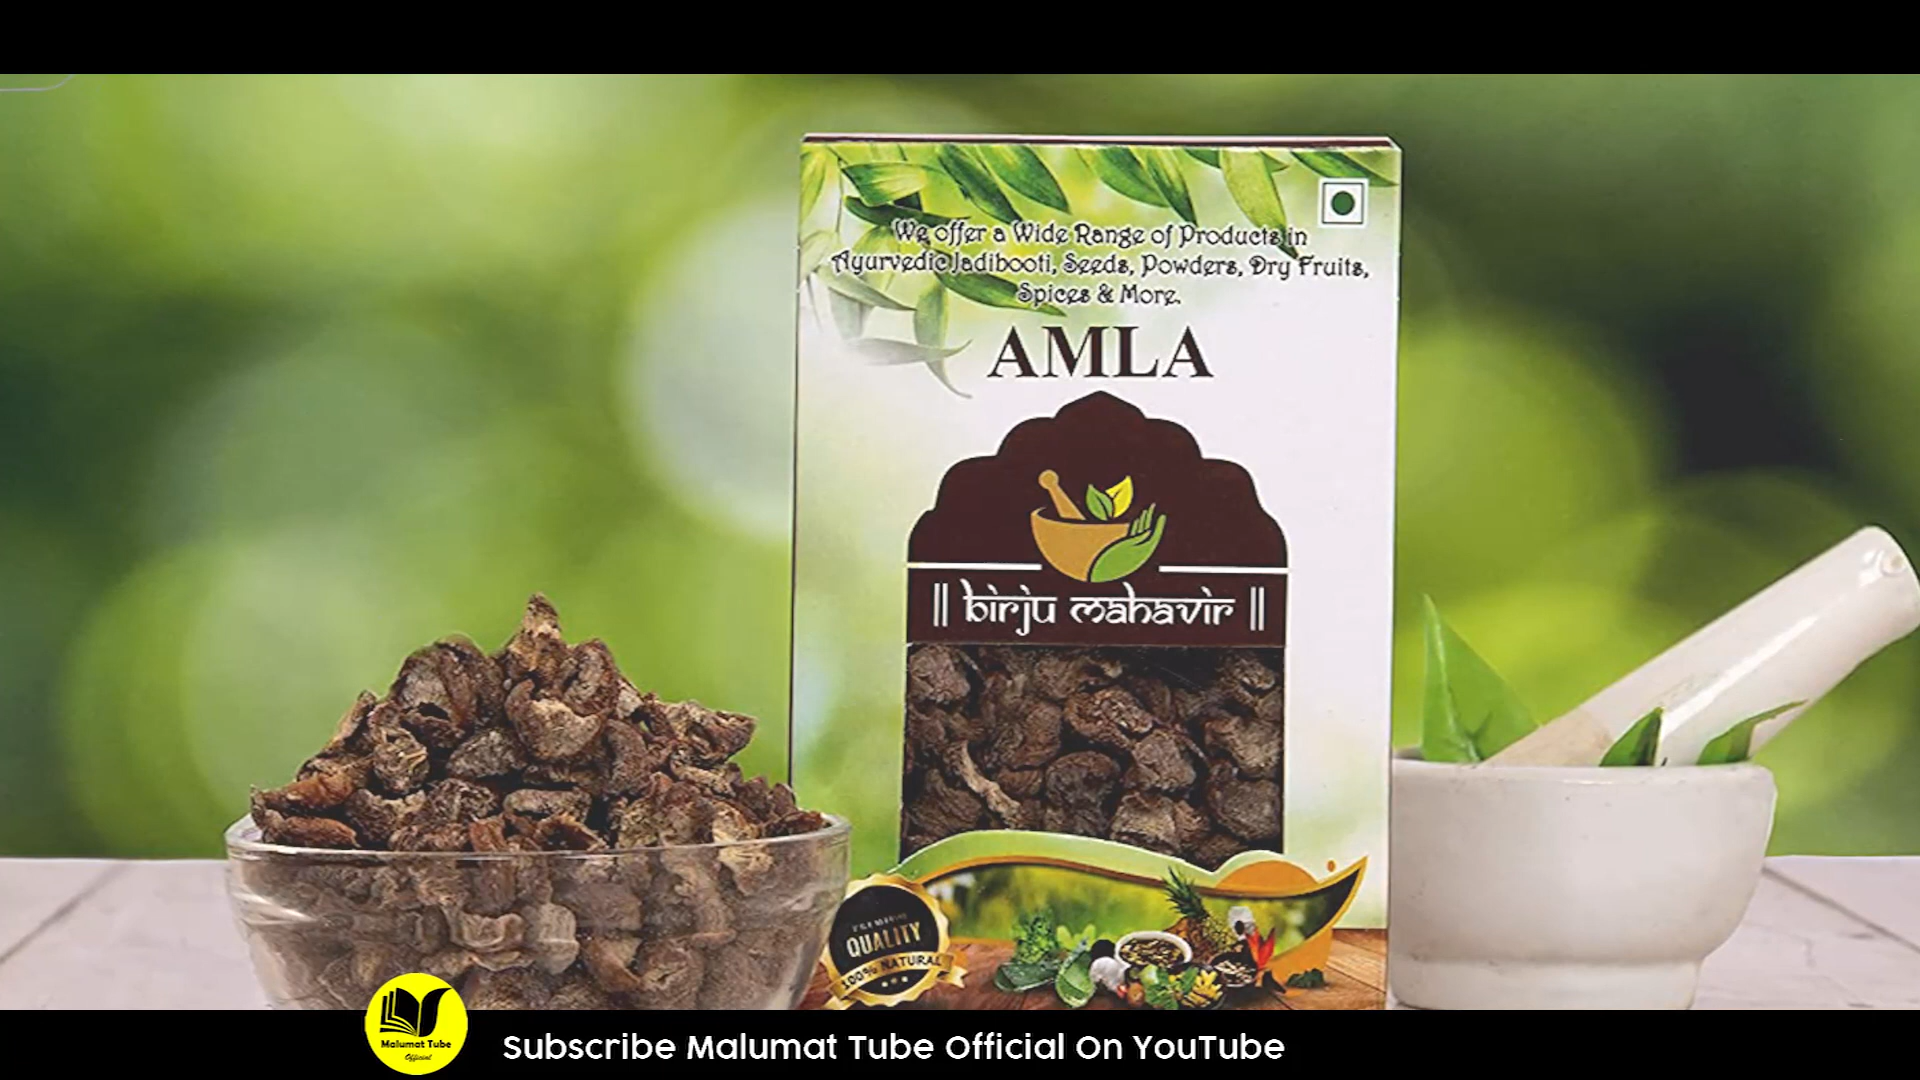 We offer a Wide Range of Products in
Ayurvedic Jadibooti, Seeds, Powders, Dry Fruits,
Spices & More.
AMLA
|| birju mahavir ||
QUALITY
100% NATURAL
Malumat Tube
Official
Subscribe Malumat Tube Official On YouTube